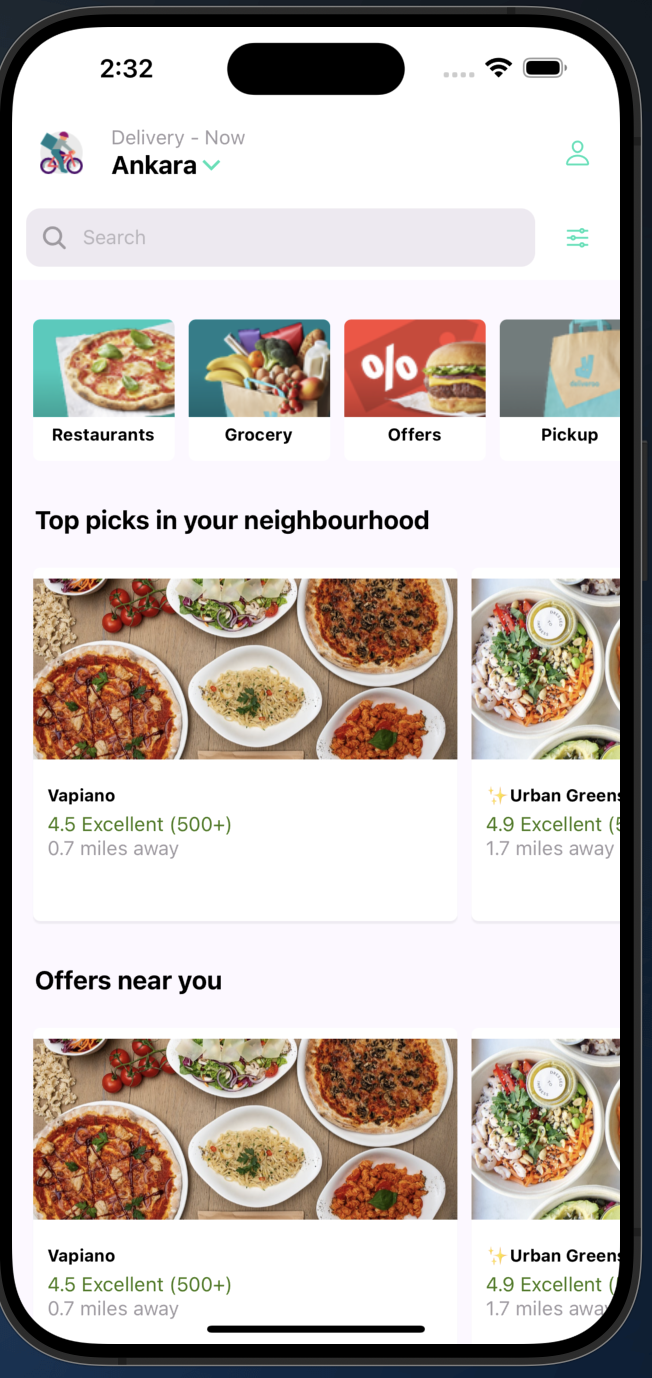 2:32
Delivery - Now
Ankara
Search
%
deliveroo
Restaurants
Grocery
Offers
Pickup
Top picks in your neighbourhood
Vapiano
4.5 Excellent (500+)
0.7 miles away
✨Urban Greens
4.9 Excellent (5
1.7 miles away
Offers near you
Vapiano
4.5 Excellent (500+)
0.7 miles away
✨Urban Greens
4.9 Excellent (
1.7 miles away